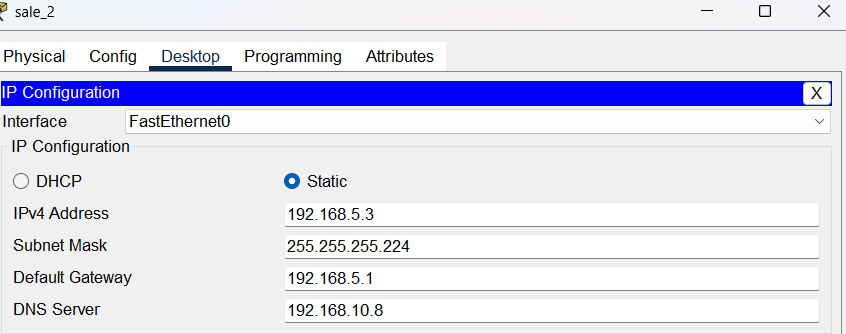 sale_2
Physical Config Desktop Programming Attributes
IP Configuration X
Interface FastEthernet0
IP Configuration
DHCP Static
IPv4 Address 192.168.5.3
Subnet Mask 255.255.255.224
Default Gateway 192.168.5.1
DNS Server 192.168.10.8